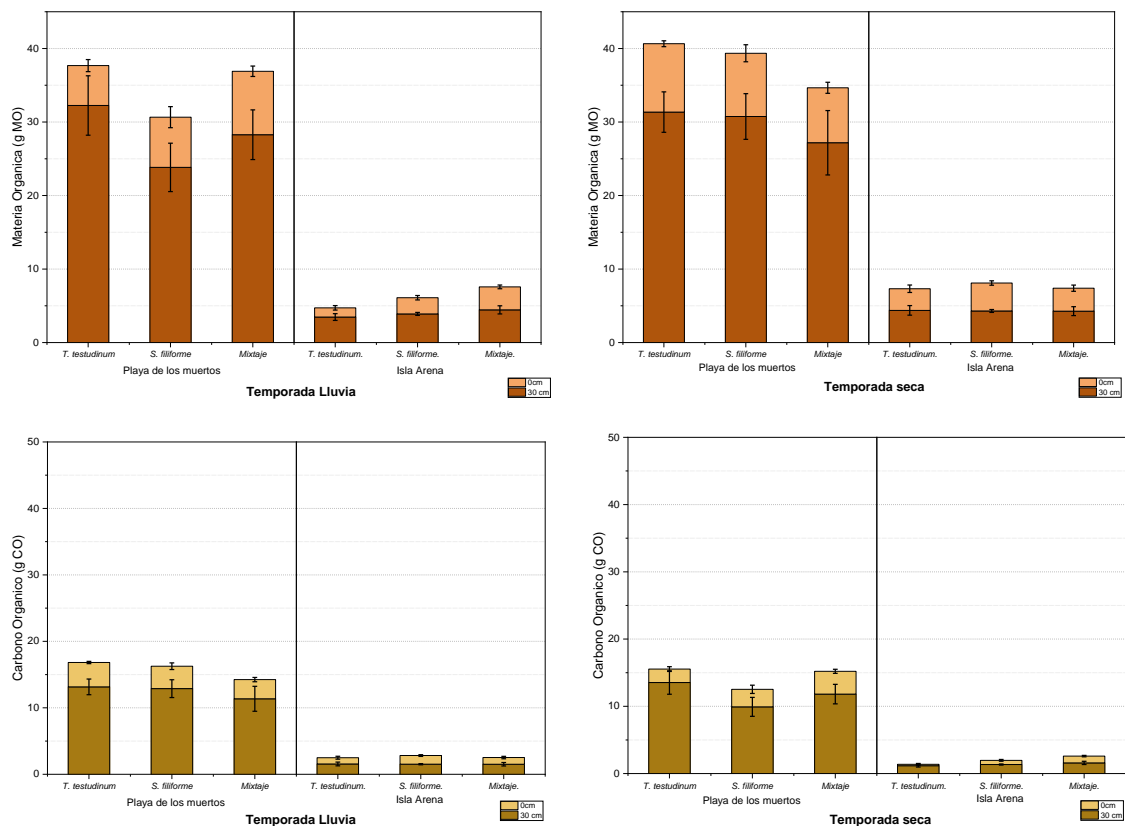 Materia Organica (g MO)
40
30
20
10
0
T. testudinum S. filiforme Mixtaje T. testudinum. S. filiforme. Mixtaje.
Playa de los muertos Isla Arena
Temporada Lluvia
0cm
30 cm
Materia Organica (g MO)
40
30
20
10
0
T. testudinum S. filiforme Mixtaje T. testudinum. S. filiforme. Mixtaje.
Playa de los muertos Isla Arena
Temporada seca
0cm
30 cm
Carbono Organico (g CO)
50
40
30
20
10
0
T. testudinum S. filiforme Mixtaje T. testudinum. S. filiforme. Mixtaje.
Playa de los muertos Isla Arena
Temporada Lluvia
0cm
30 cm
Carbono Organico (g CO)
50
40
30
20
10
0
T. testudinum S. filiforme Mixtaje T. testudinum. S. filiforme. Mixtaje.
Playa de los muertos Isla Arena
Temporada seca
0cm
30 cm